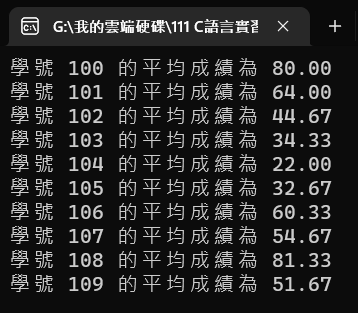 G:\我的雲端硬碟\111 C語言實習
學號 100 的平均成績為 80.00
學號 101 的平均成績為 64.00
學號 102 的平均成績為 44.67
學號 103 的平均成績為 34.33
學號 104 的平均成績為 22.00
學號 105 的平均成績為 32.67
學號 106 的平均成績為 60.33
學號 107 的平均成績為 54.67
學號 108 的平均成績為 81.33
學號 109 的平均成績為 51.67